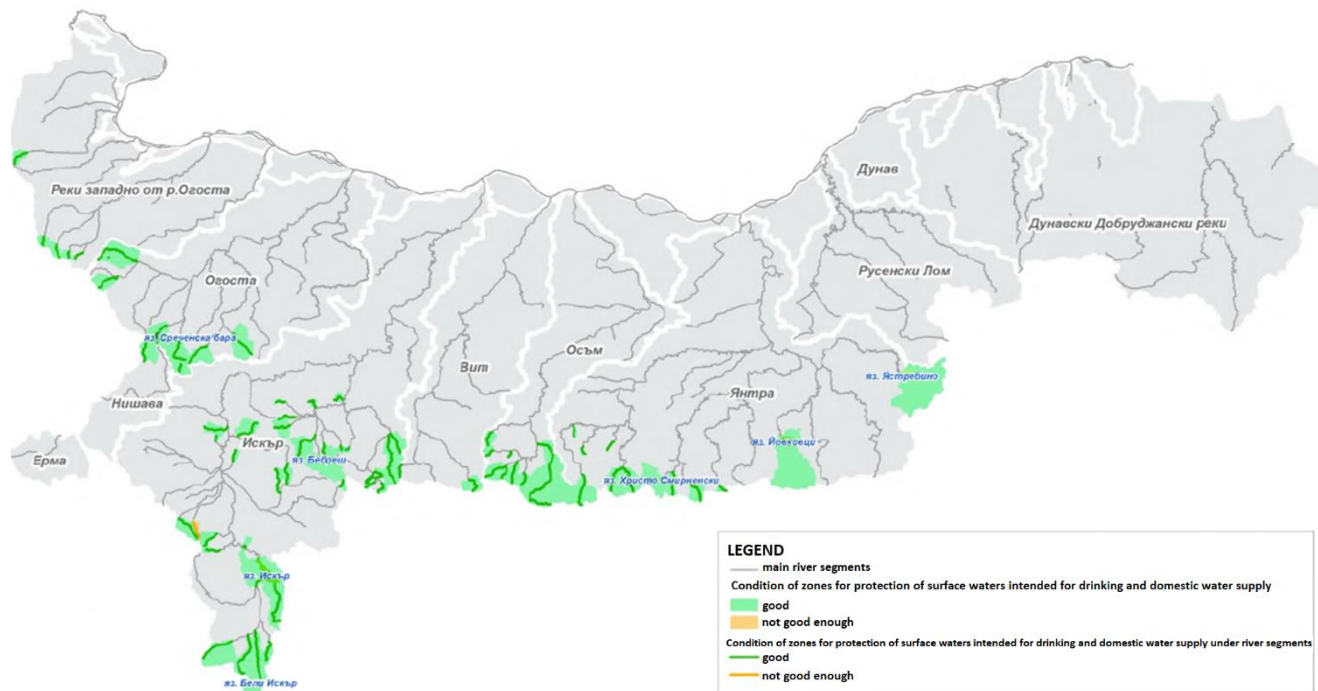 Дунав
Реки западно от р.Огоста
Дунавски Добруджански реки
Огоста
Русенски Лом
яз. Среченска бара
Осъм
Вит
яз. Ястребино
Янтра
Нишава
Искър
яз. Йовковци
Ерма
яз. Бебреш
яз. Христо Смирненски
яз. Искър
яз. Бели Искър
LEGEND
main river segments
Condition of zones for protection of surface waters intended for drinking and domestic water supply
good
not good enough
Condition of zones for protection of surface waters intended for drinking and domestic water supply under river segments
good
not good enough